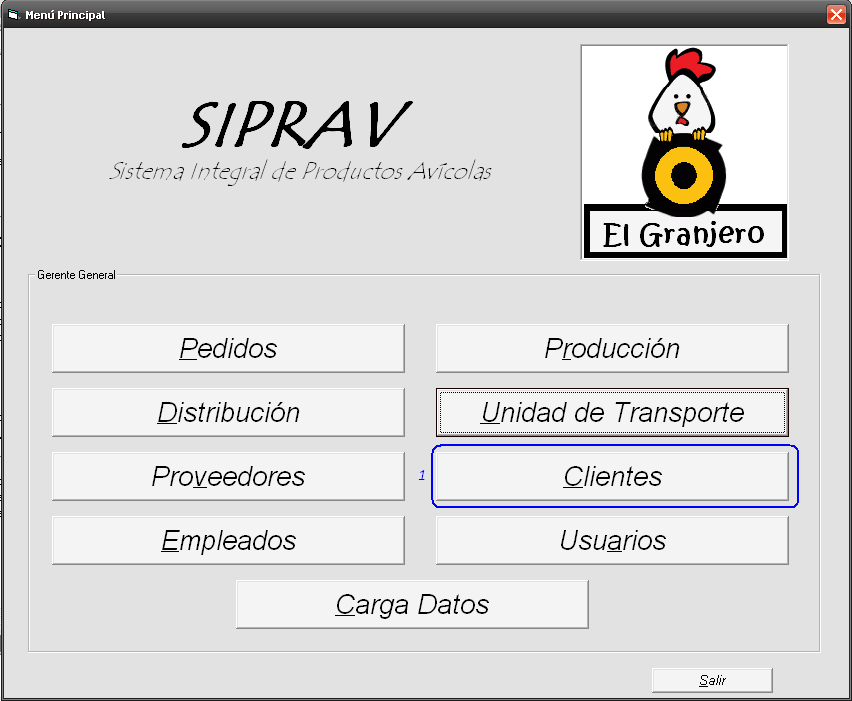 Menú Principal
SIPRAV
Sistema Integral de Productos Avícolas
El Granjero
Gerente General
Pedidos
Producción
Distribución
Unidad de Transporte
Proveedores
1
Clientes
Empleados
Usuarios
Carga Datos
Salir